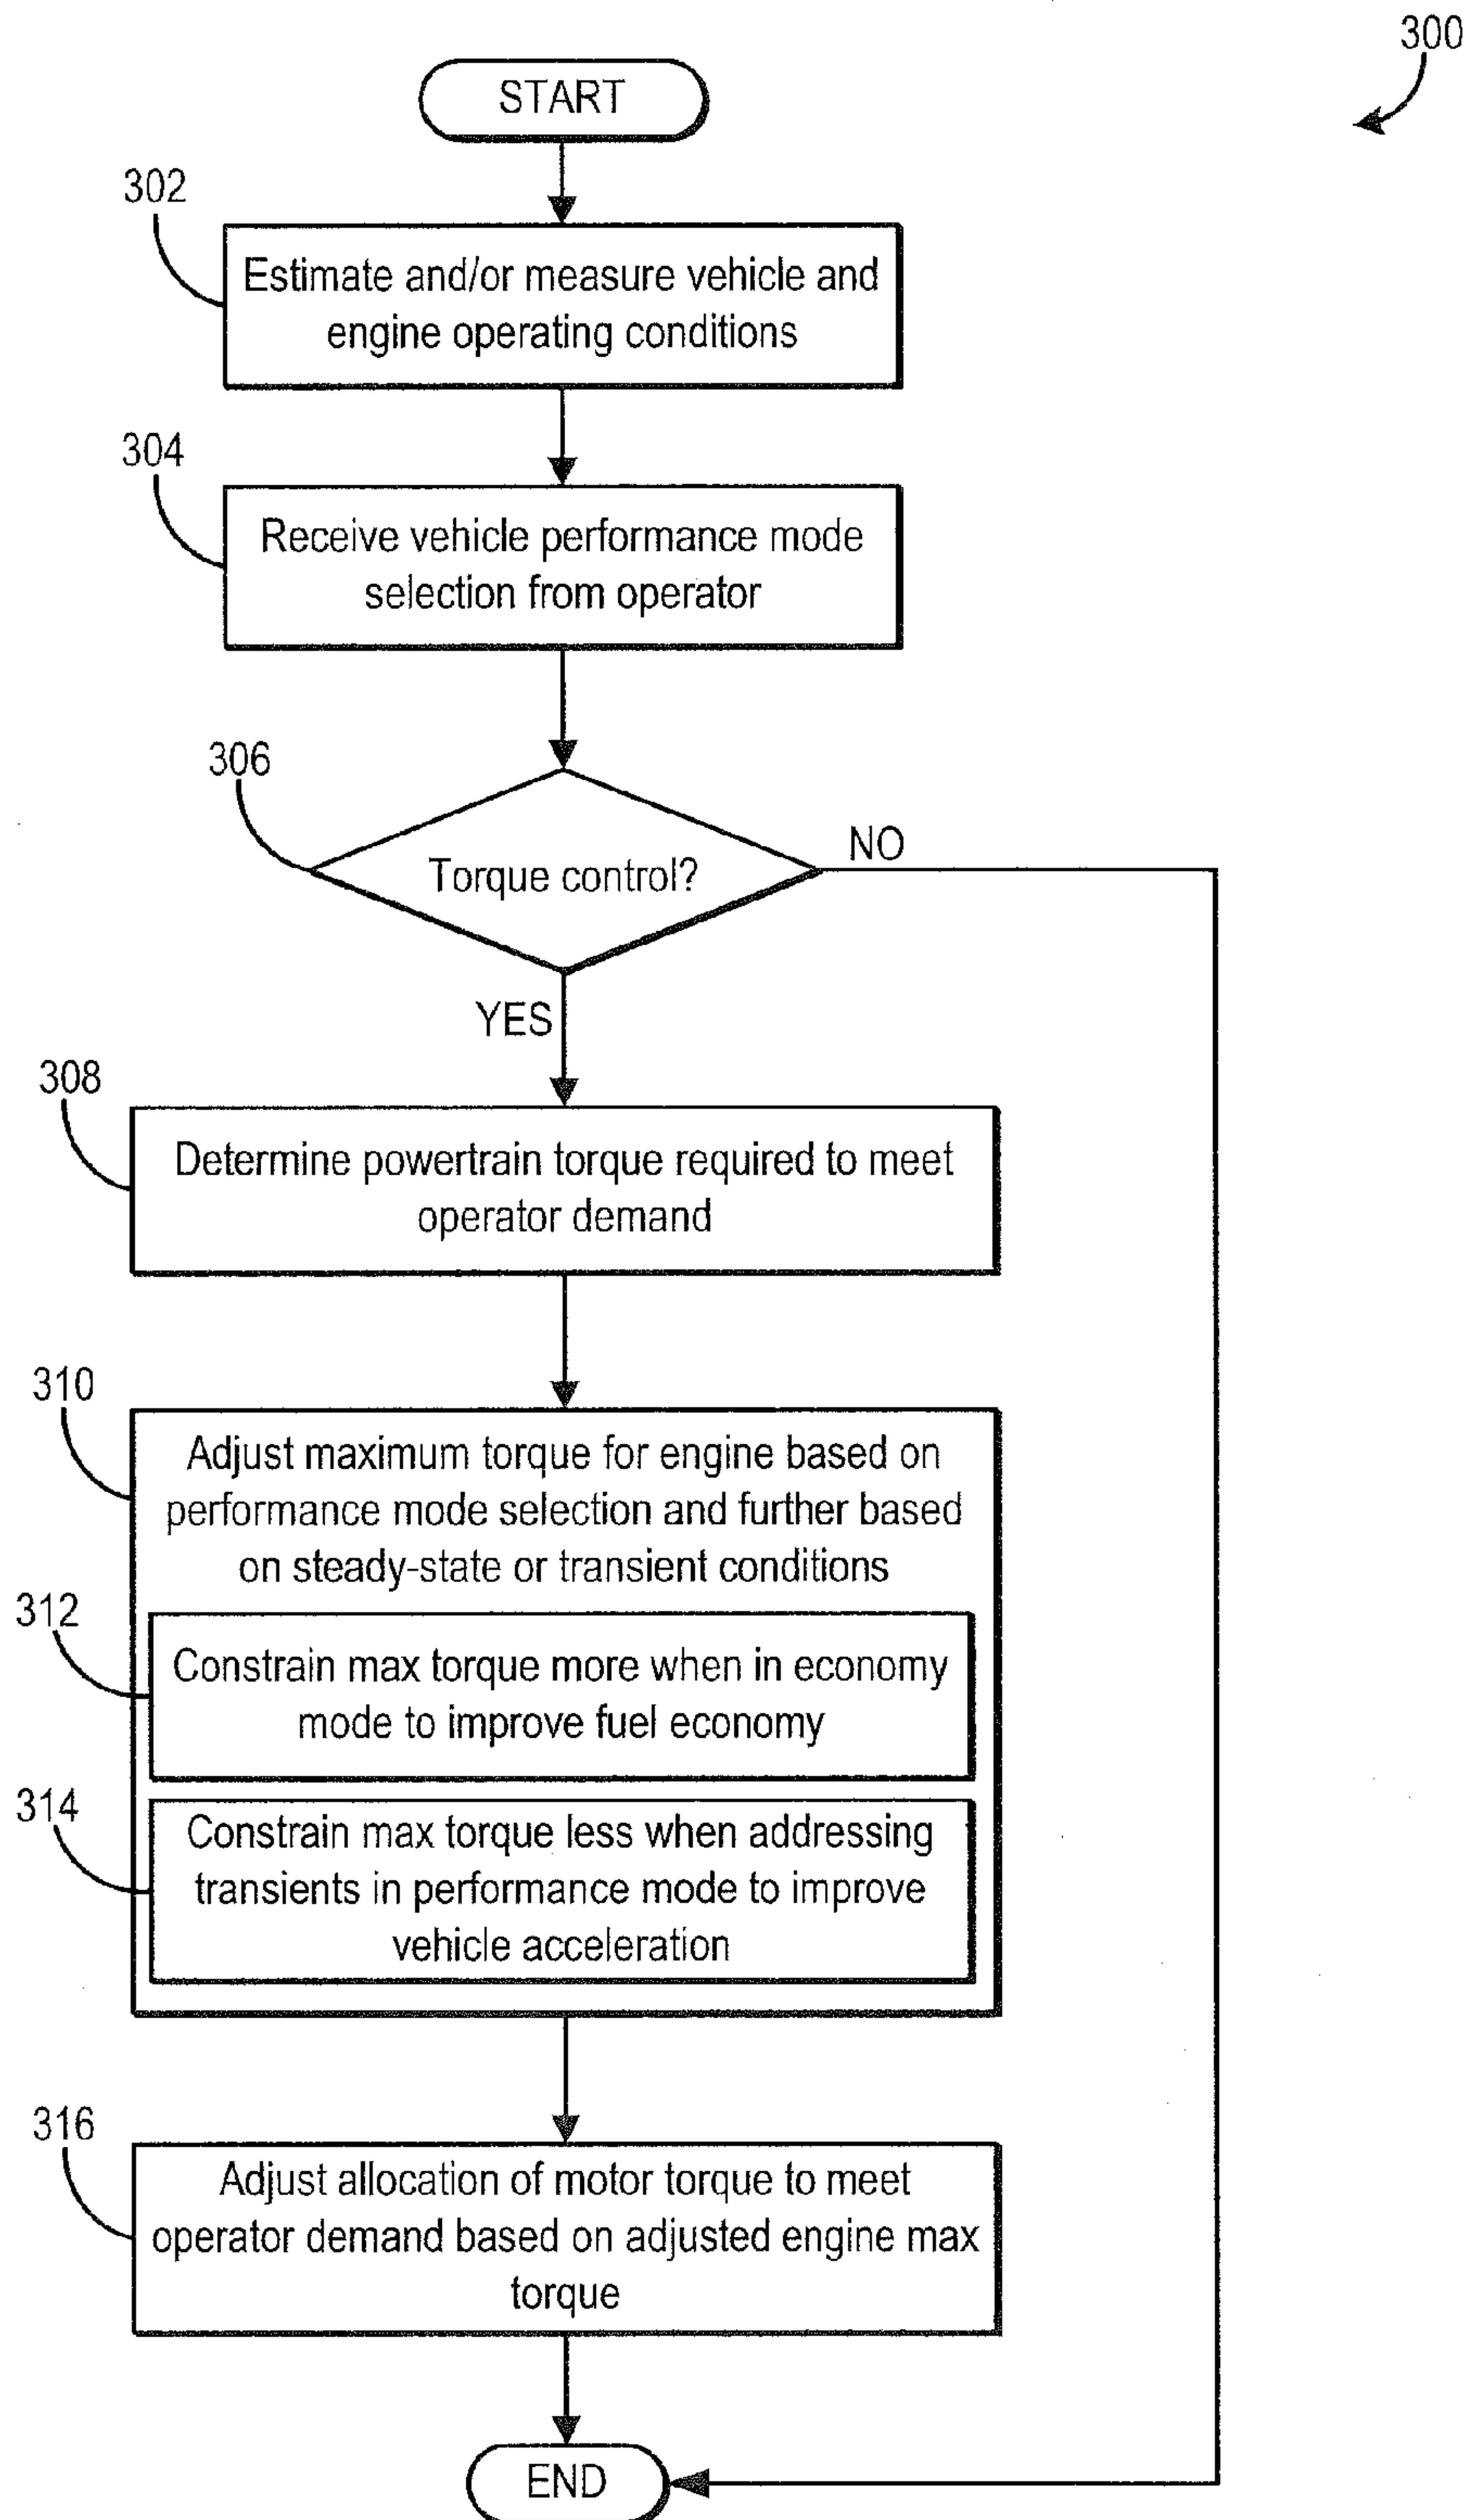 300
START
302
Estimate and/or measure vehicle and
engine operating conditions
304
Receive vehicle performance mode
selection from operator
306
Torque control?
NO
YES
308
Determine powertrain torque required to meet
operator demand
310
Adjust maximum torque for engine based on
performance mode selection and further based
on steady-state or transient conditions
312
Constrain max torque more when in economy
mode to improve fuel economy
314
Constrain max torque less when addressing
transients in performance mode to improve
vehicle acceleration
316
Adjust allocation of motor torque to meet
operator demand based on adjusted engine max
torque
END